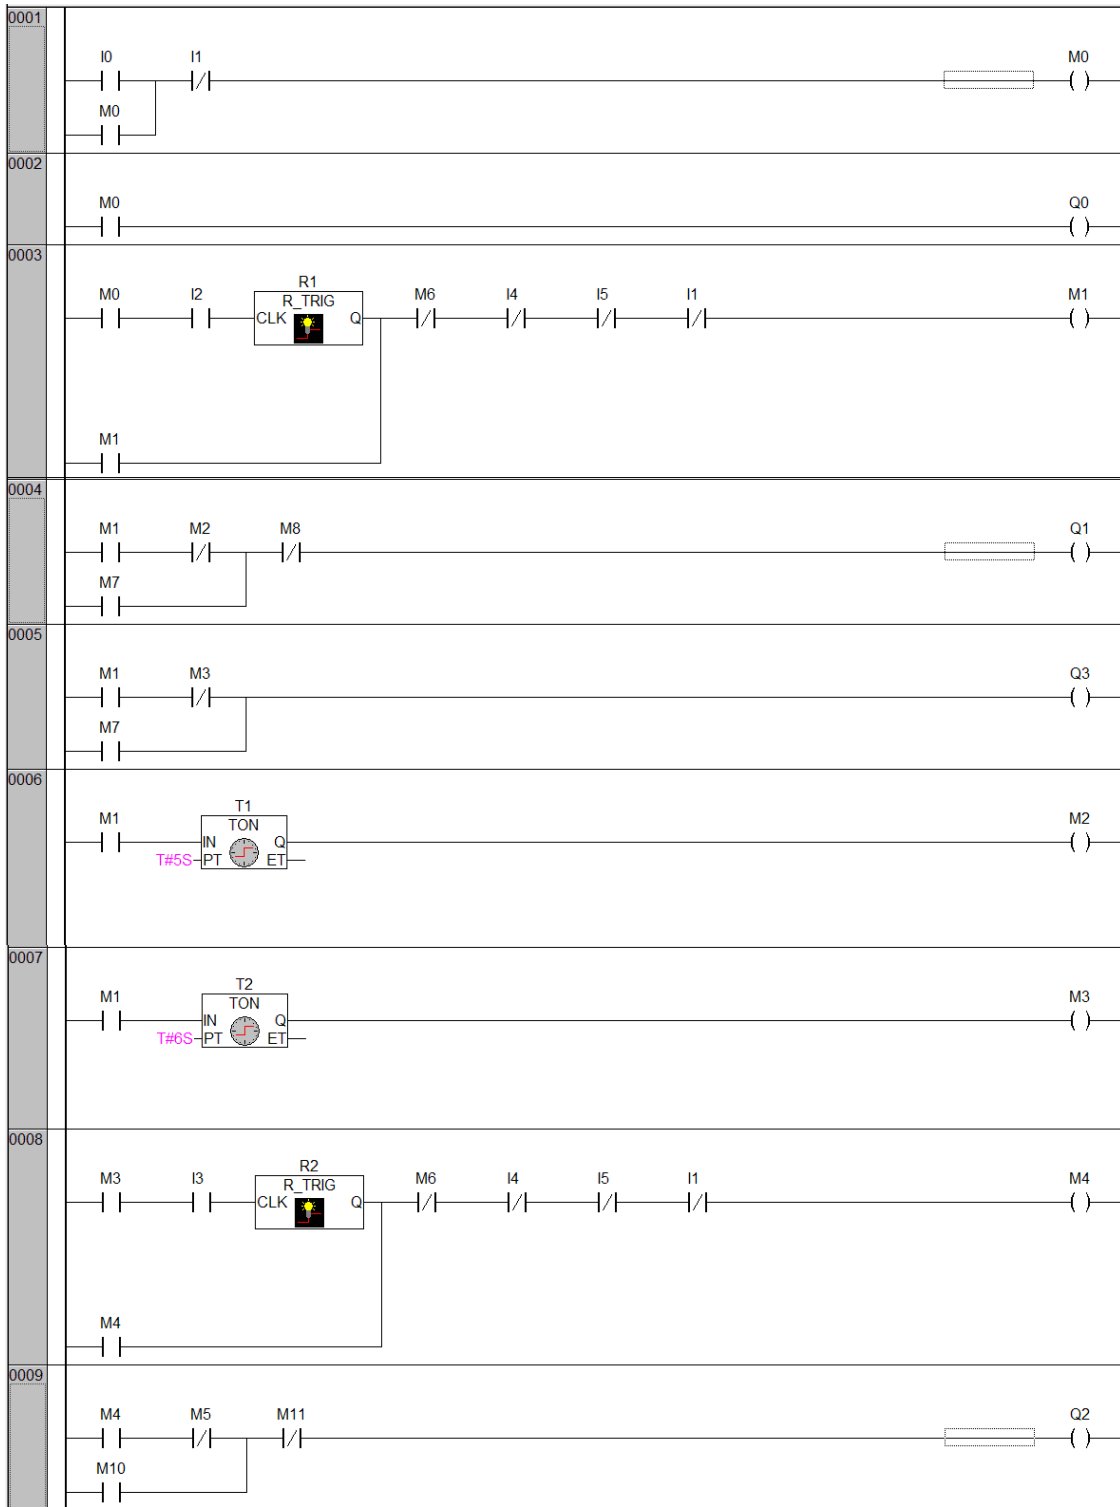 0001
I0 I1 M0
M0
0002
M0 Q0
0003
R1
M0 I2 R_TRIG M6 I4 I5 I1 M1
CLK Q
M1
0004
M1 M2 M8 Q1
M7
0005
M1 M3 Q3
M7
0006
T1
M1 TON M2
IN Q
T#5S PT ET
0007
T2
M1 TON M3
IN Q
T#6S PT ET
0008
R2
M3 I3 R_TRIG M6 I4 I5 I1 M4
CLK Q
M4
0009
M4 M5 M11 Q2
M10